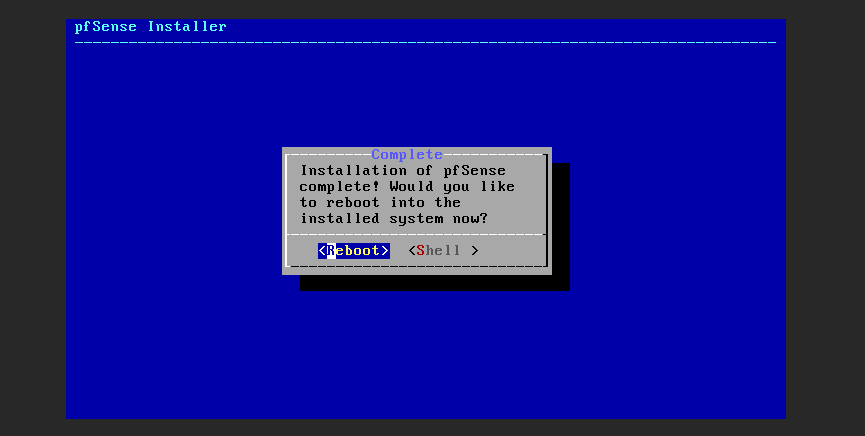 pfSense Installer
Complete
Installation of pfSense
complete! Would you like
to reboot into the
installed system now?
<Reboot> <Shell >